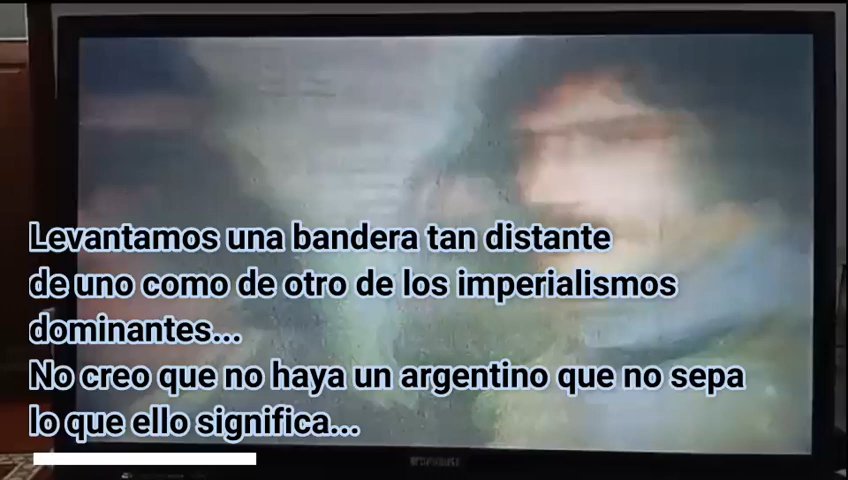 Levantamos una bandera tan distante
de uno como de otro de los imperialismos
dominantes...
No creo que no haya un argentino que no sepa
lo que ello significa...